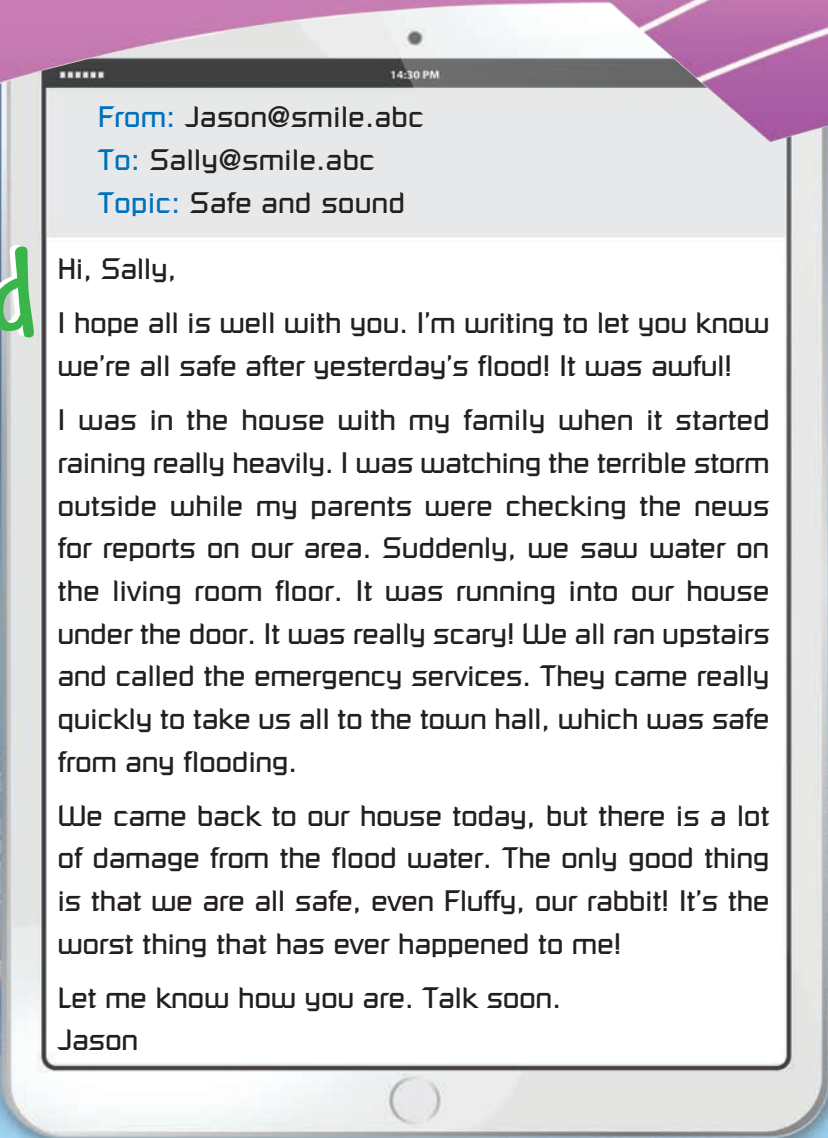 14:30 PM
From: Jason@smile.abc
To: Sally@smile.abc
Topic: Safe and sound
d
Hi, Sally,
I hope all is well with you. I'm writing to let you know
we're all safe after yesterday's flood! It was awful!
I was in the house with my family when it started
raining really heavily. I was watching the terrible storm
outside while my parents were checking the news
for reports on our area. Suddenly, we saw water on
the living room floor. It was running into our house
under the door. It was really scary! We all ran upstairs
and called the emergency services. They came really
quickly to take us all to the town hall, which was safe
from any flooding.
We came back to our house today, but there is a lot
of damage from the flood water. The only good thing
is that we are all safe, even Fluffy, our rabbit! It's the
worst thing that has ever happened to me!
Let me know how you are. Talk soon.
Jason